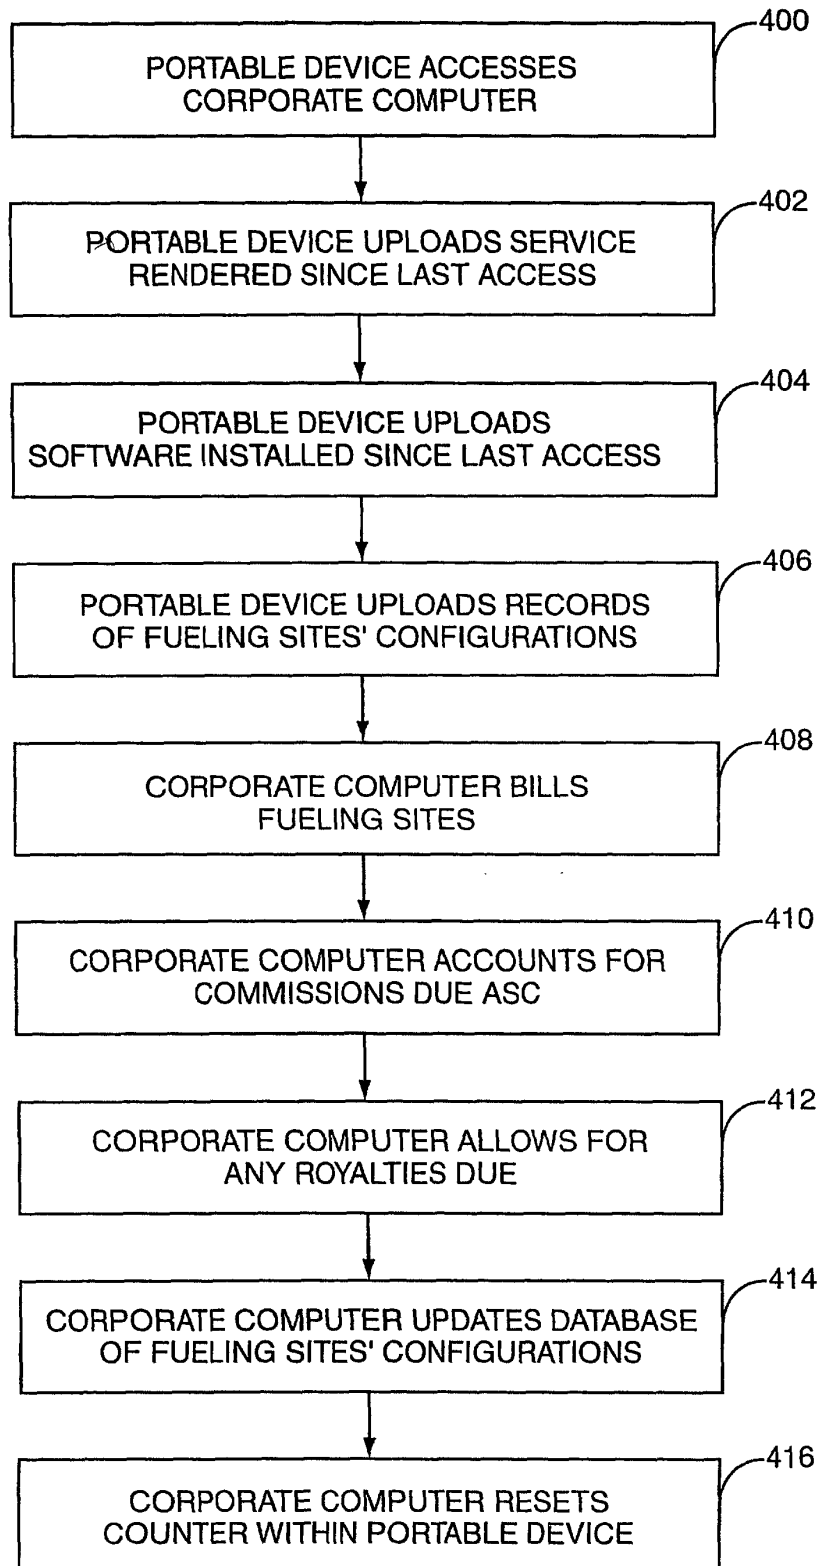 400
PORTABLE DEVICE ACCESSES
CORPORATE COMPUTER
402
PORTABLE DEVICE UPLOADS SERVICE
RENDERED SINCE LAST ACCESS
404
PORTABLE DEVICE UPLOADS
SOFTWARE INSTALLED SINCE LAST ACCESS
406
PORTABLE DEVICE UPLOADS RECORDS
OF FUELING SITES' CONFIGURATIONS
408
CORPORATE COMPUTER BILLS
FUELING SITES
410
CORPORATE COMPUTER ACCOUNTS FOR
COMMISSIONS DUE ASC
412
CORPORATE COMPUTER ALLOWS FOR
ANY ROYALTIES DUE
414
CORPORATE COMPUTER UPDATES DATABASE
OF FUELING SITES' CONFIGURATIONS
416
CORPORATE COMPUTER RESETS
COUNTER WITHIN PORTABLE DEVICE